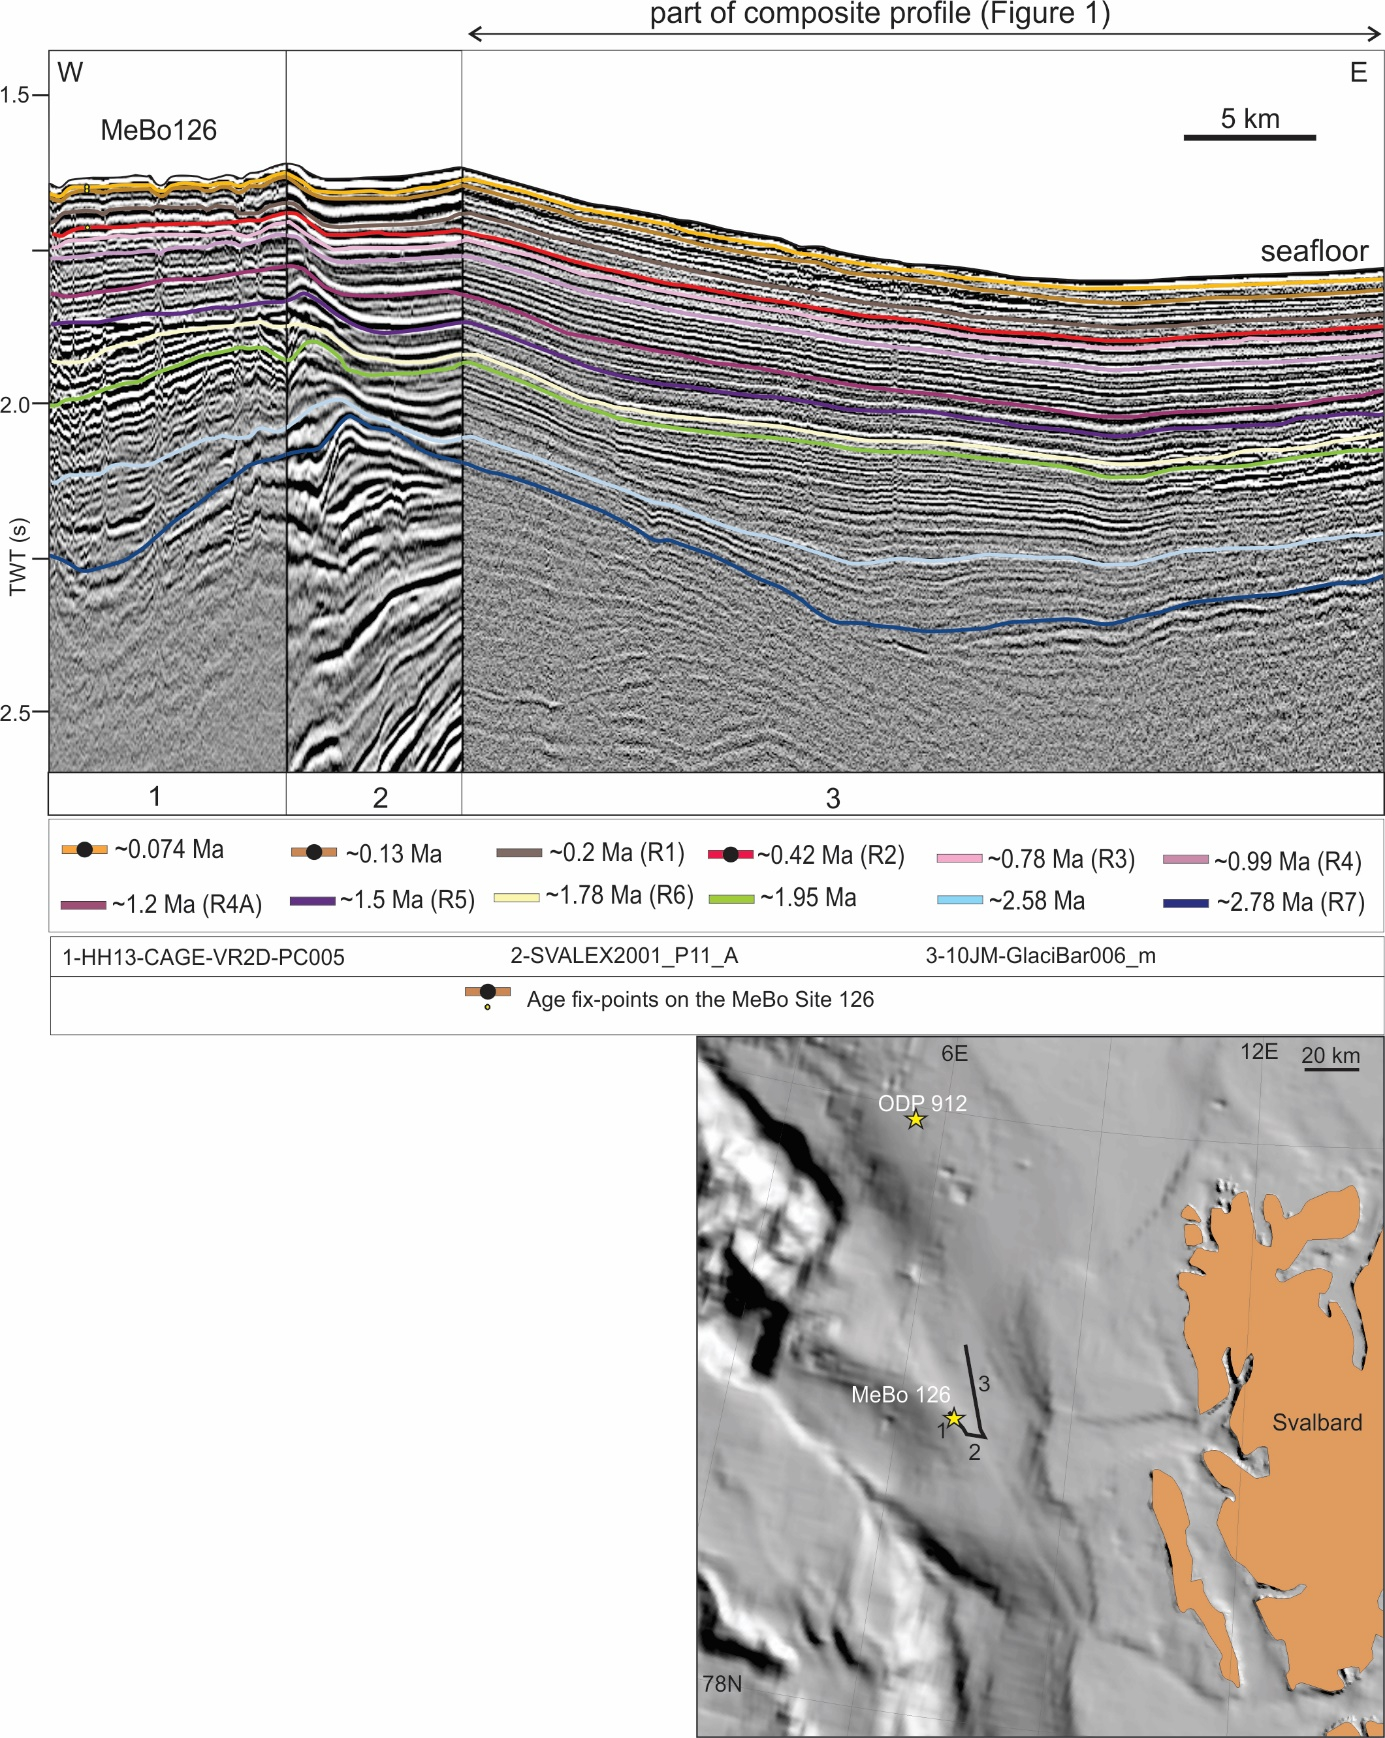 part of composite profile (Figure 1)
W
E
1.5
5 km
MeBo126
seafloor
2.0
TWT (s)
2.5
1
2
3
~0.074 Ma
~0.13 Ma
~0.2 Ma (R1)
~0.42 Ma (R2)
~0.78 Ma (R3)
~0.99 Ma (R4)
~1.2 Ma (R4A)
~1.5 Ma (R5)
~1.78 Ma (R6)
~1.95 Ma
~2.58 Ma
~2.78 Ma (R7)
1-HH13-CAGE-VR2D-PC005
2-SVALEX2001_P11_A
3-10JM-GlaciBar006_m
Age fix-points on the MeBo Site 126
6E
12E
20 km
ODP 912
3
MeBo 126
1
2
Svalbard
78N